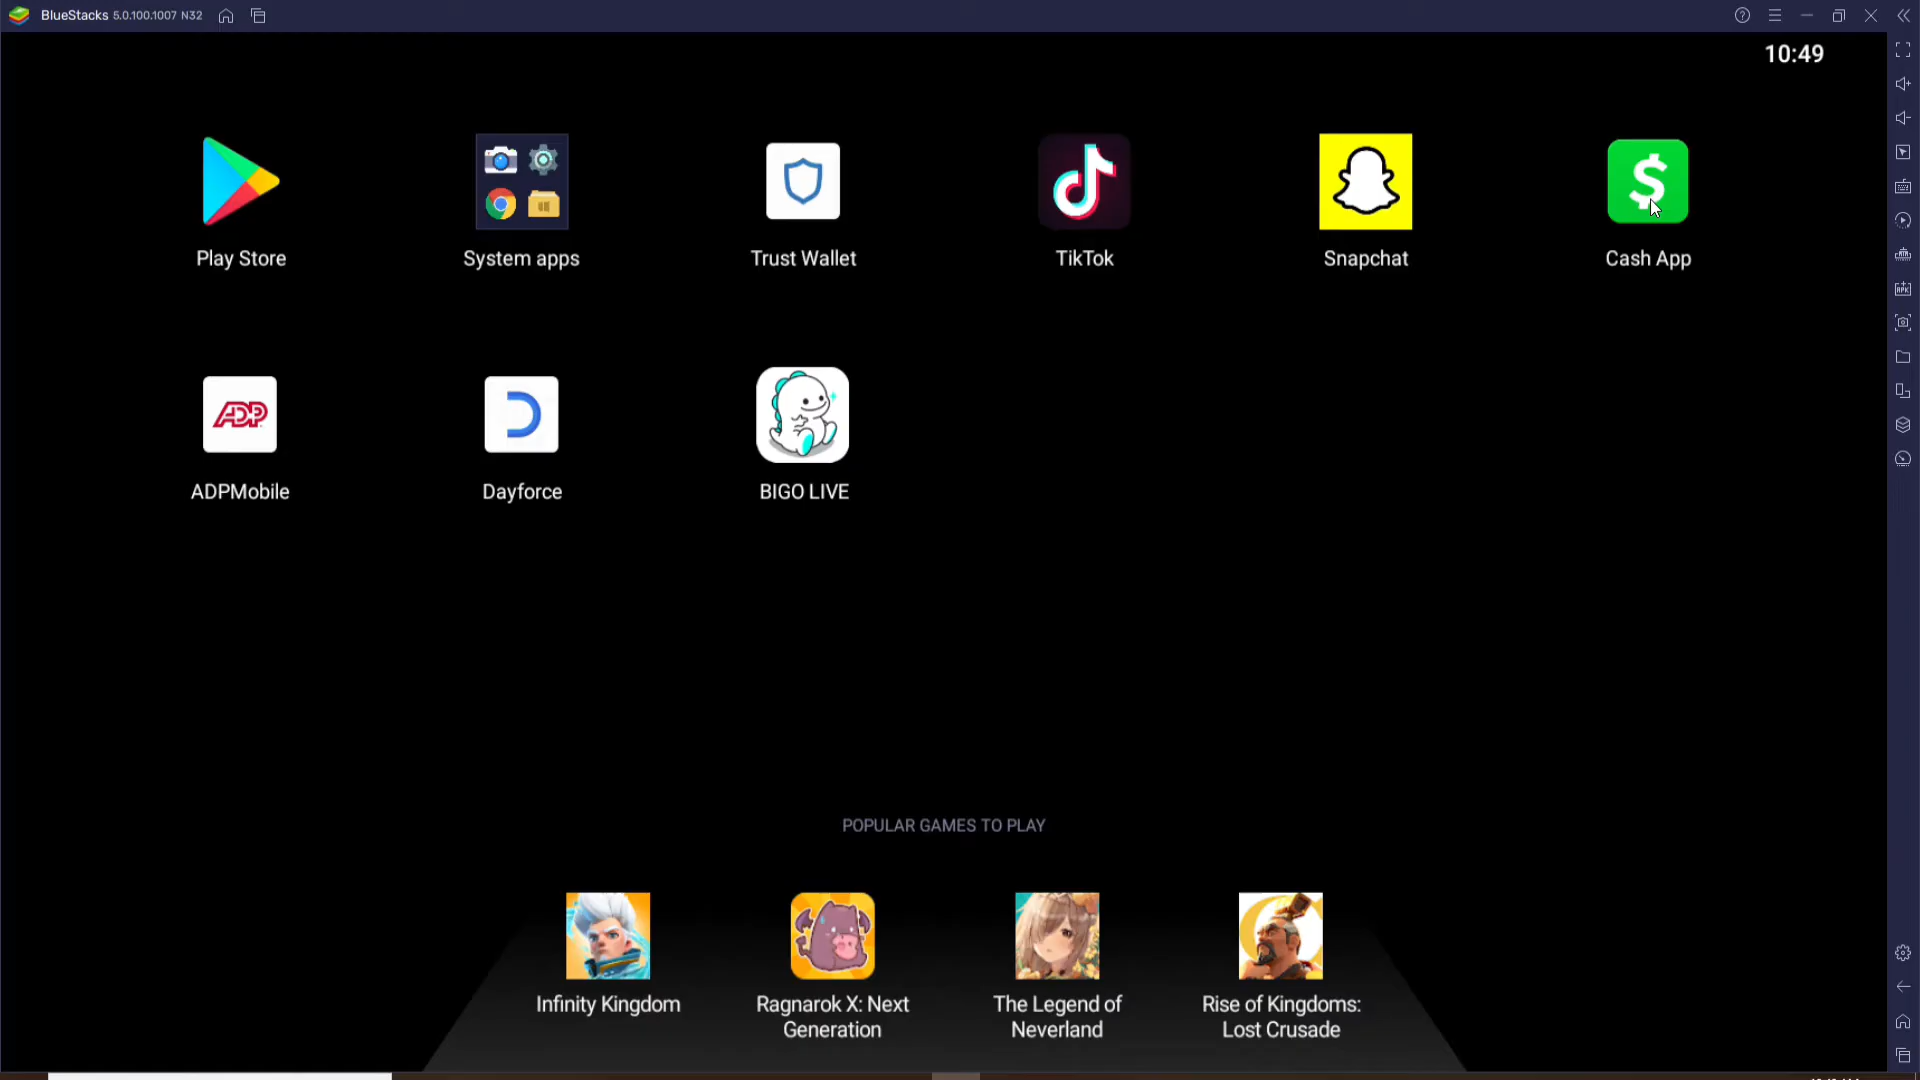 BlueStacks 5.0.100.1007 N32
10:49
Play Store
System apps
Trust Wallet
TikTok
Snapchat
Cash App
ADP
ADPMobile
Dayforce
BIGO LIVE
POPULAR GAMES TO PLAY
Infinity Kingdom
Ragnarok X: Next
Generation
The Legend of
Neverland
Rise of Kingdoms:
Lost Crusade